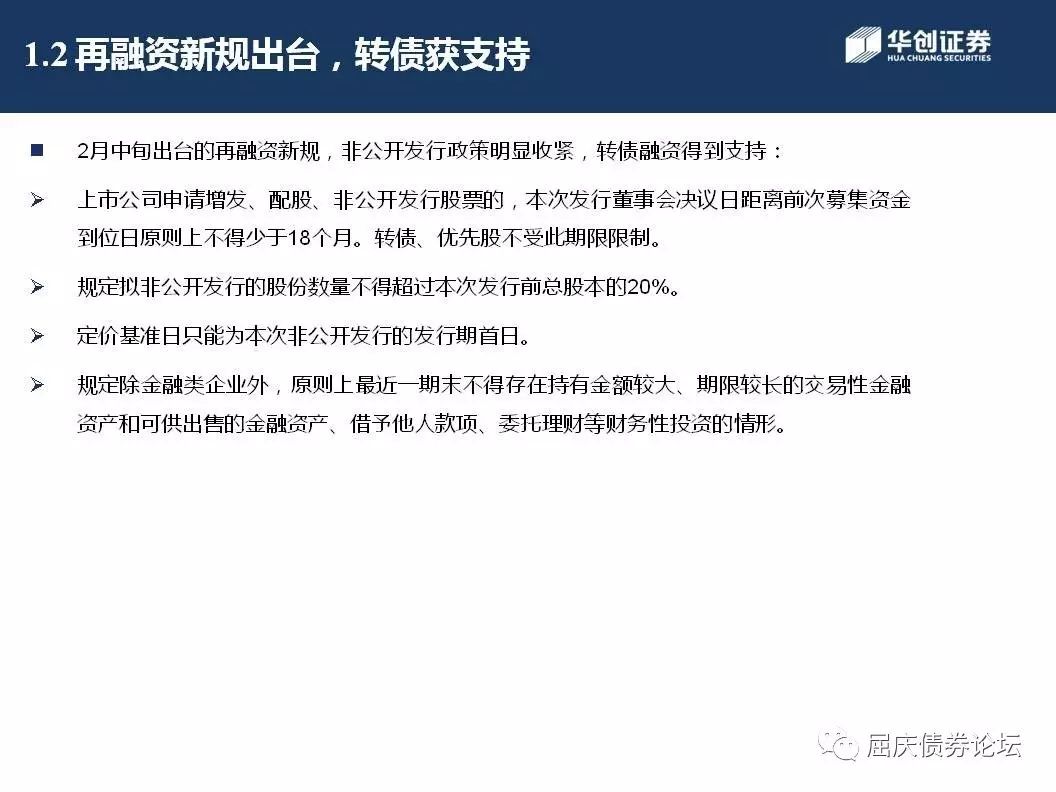 1.2 再融资新规出台，转债获支持
华创证券
HUA CHUANG SECURITIES
2月中旬出台的再融资新规，非公开发行政策明显收紧，转债融资得到支持：
上市公司申请增发、配股、非公开发行股票的，本次发行董事会决议日距离前次募集资金
到位日原则上不得少于18个月。转债、优先股不受此期限限制。
规定拟非公开发行的股份数量不得超过本次发行前总股本的20%。
定价基准日只能为本次非公开发行的发行期首日。
规定除金融类企业外，原则上最近一期末不得存在持有金额较大、期限较长的交易性金融
资产和可供出售的金融资产、借予他人款项、委托理财等财务性投资的情形。
屈庆债券论坛